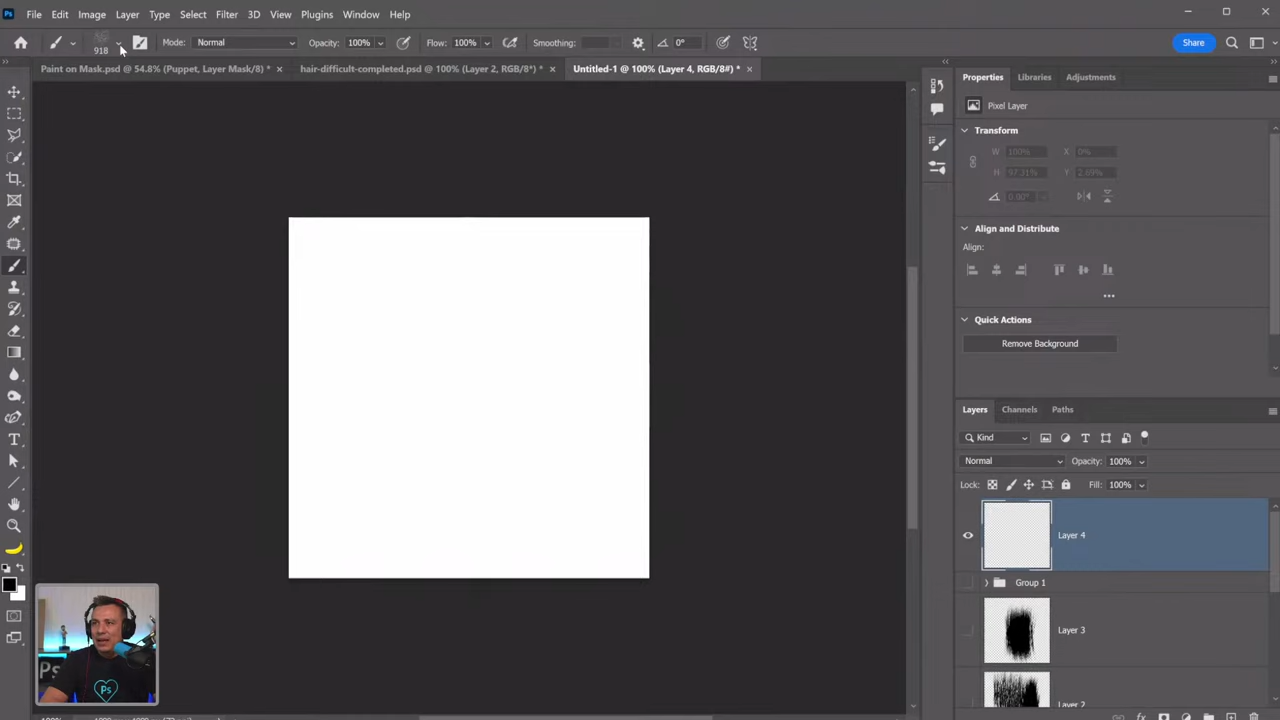 Ps File Edit Image Layer Type Select Filter 3D View Plugins Window Help
918 Mode: Normal Opacity: 100% Flow: 100% Smoothing: 0° Share
Paint on Mask.psd @ 54.8% (Puppet, Layer Mask/8) * × hair-difficult-completed.psd @ 100% (Layer 2, RGB/8*) × Untitled-1 @ 100% (Layer 4, RGB/8#) * ×
Properties Libraries Adjustments
Pixel Layer
Transform
W 100% X 0%
H 97.31% Y 2.69%
0.00°
Align and Distribute
Align:
Quick Actions
Remove Background
Layers Channels Paths
Kind
Normal Opacity: 100%
Lock: Fill: 100%
Layer 4
Group 1
Layer 3
Layer 2
Ps
Ps